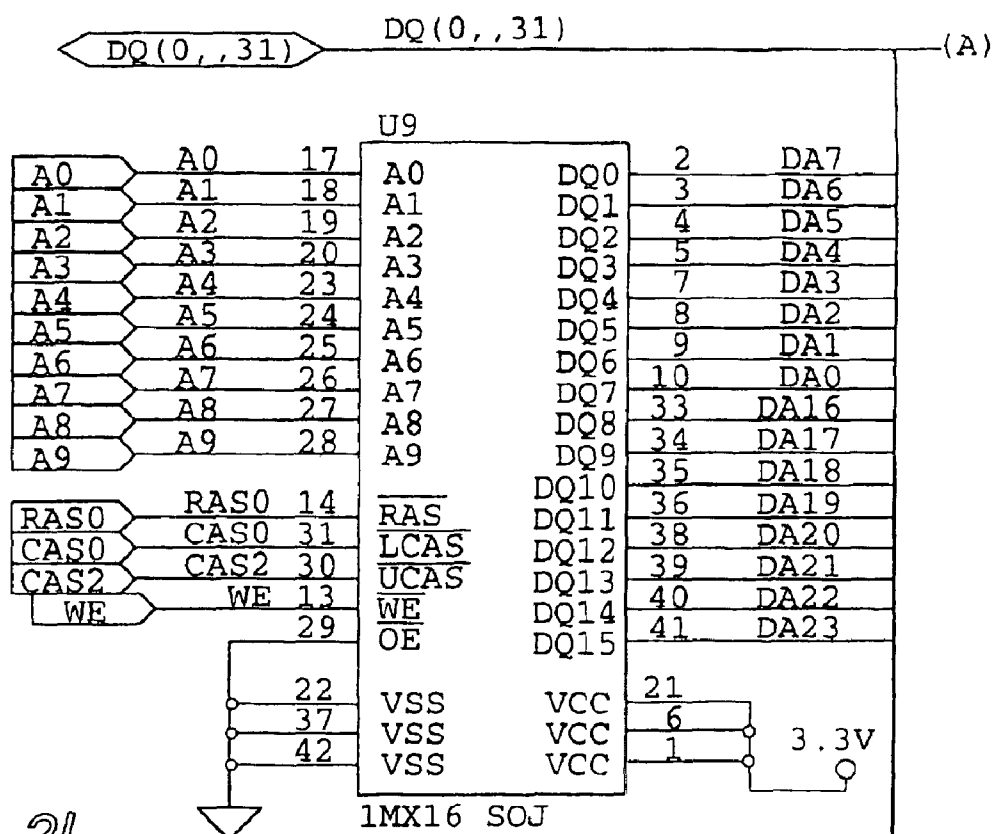 DQ(0,,31) DQ(0,,31) (A)
U9
A0 A0 17 A0 DQ0 2 DA7
A1 A1 18 A1 DQ1 3 DA6
A2 A2 19 A2 DQ2 4 DA5
A3 A3 20 A3 DQ3 5 DA4
A4 A4 23 A4 DQ4 7 DA3
A5 A5 24 A5 DQ5 8 DA2
A6 A6 25 A6 DQ6 9 DA1
A7 A7 26 A7 DQ7 10 DA0
A8 A8 27 A8 DQ8 33 DA16
A9 A9 28 A9 DQ9 34 DA17
DQ10 35 DA18
RAS0 RAS0 14 RAS DQ11 36 DA19
CAS0 CAS0 31 LCAS DQ12 38 DA20
CAS2 CAS2 30 UCAS DQ13 39 DA21
WE WE 13 WE DQ14 40 DA22
29 OE DQ15 41 DA23
22 VSS VCC 21
37 VSS VCC 6
42 VSS VCC 1 3.3V
1MX16 SOJ